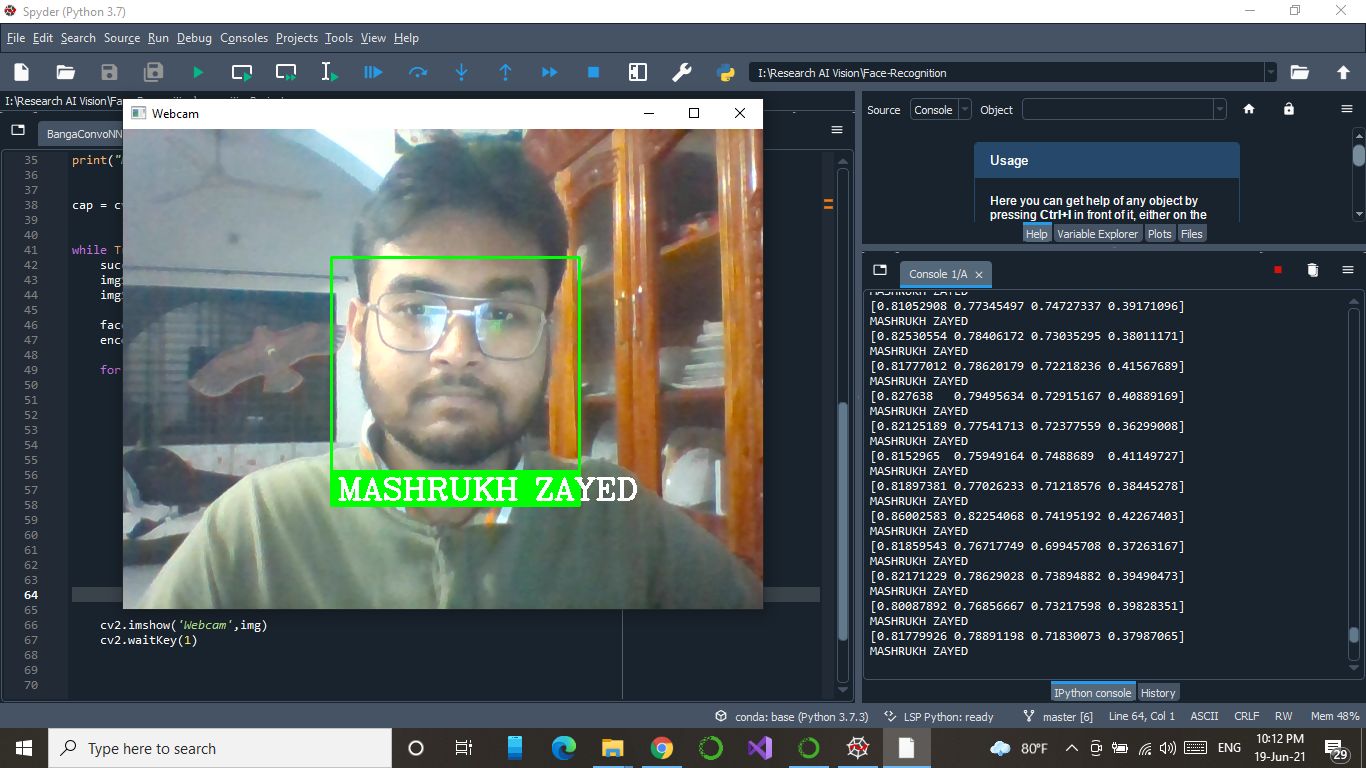 Spyder (Python 3.7)
File Edit Search Source Run Debug Consoles Projects Tools View Help
I:\Research AI Vision\Face-Recognition
I:\Research AI Vision\Fa
Webcam
BangaConvoNN
35 print("
36
37
38 cap = cv
39
40
41 while T
42 suc
43 img
44 img
45
46 fac
47 enc
48
49 for
50
51
52
53
54
55
56
57
58
59
60
61
62
63
64
65
66 cv2.imshow('Webcam',img)
67 cv2.waitKey(1)
68
69
70
MASHRUKH ZAYED
Source Console Object
Usage
Here you can get help of any object by
pressing Ctrl+I in front of it, either on the
Help Variable Explorer Plots Files
Console 1/A
MASHRUKH ZAYED
[0.81052908 0.77345497 0.74727337 0.39171096]
MASHRUKH ZAYED
[0.82530554 0.78406172 0.73035295 0.38011171]
MASHRUKH ZAYED
[0.81777012 0.78620179 0.72218236 0.41567689]
MASHRUKH ZAYED
[0.827638   0.79495634 0.72915167 0.40889169]
MASHRUKH ZAYED
[0.82125189 0.77541713 0.72377559 0.36299008]
MASHRUKH ZAYED
[0.8152965  0.75949164 0.7488689  0.41149727]
MASHRUKH ZAYED
[0.81897381 0.77026233 0.71218576 0.38445278]
MASHRUKH ZAYED
[0.86002583 0.82254068 0.74195192 0.42267403]
MASHRUKH ZAYED
[0.81859543 0.76717749 0.69945708 0.37263167]
MASHRUKH ZAYED
[0.82171229 0.78629028 0.73894882 0.39490473]
MASHRUKH ZAYED
[0.80087892 0.76856667 0.73217598 0.39828351]
MASHRUKH ZAYED
[0.81779926 0.78891198 0.71830073 0.37987065]
MASHRUKH ZAYED
IPython console History
conda: base (Python 3.7.3) LSP Python: ready master [6] Line 64, Col 1 ASCII CRLF RW Mem 48%
Type here to search
80°F ENG 10:12 PM
19-Jun-21
29